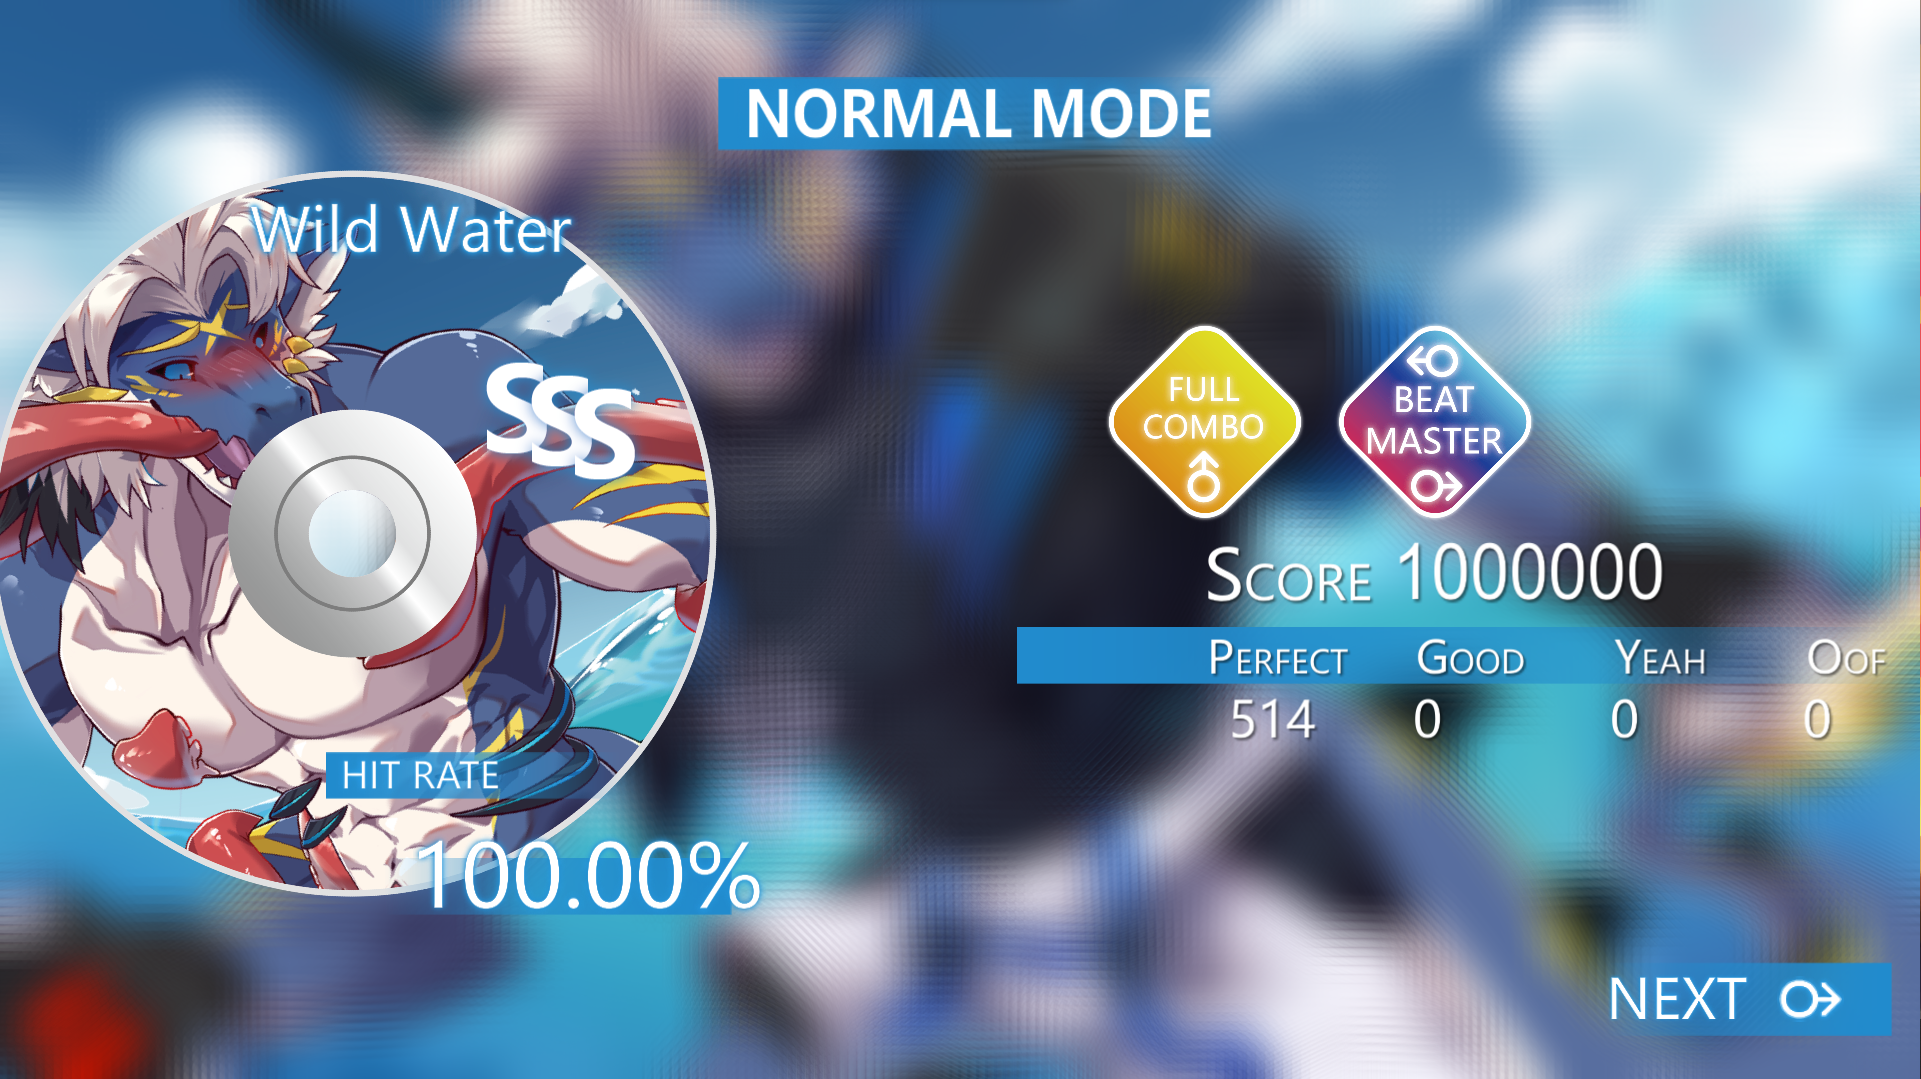 NORMAL MODE
Wild Water
SSS
FULL
COMBO
BEAT
MASTER
SCORE 1000000
PERFECT GOOD YEAH OOF
514 0 0 0
HIT RATE
100.00%
NEXT